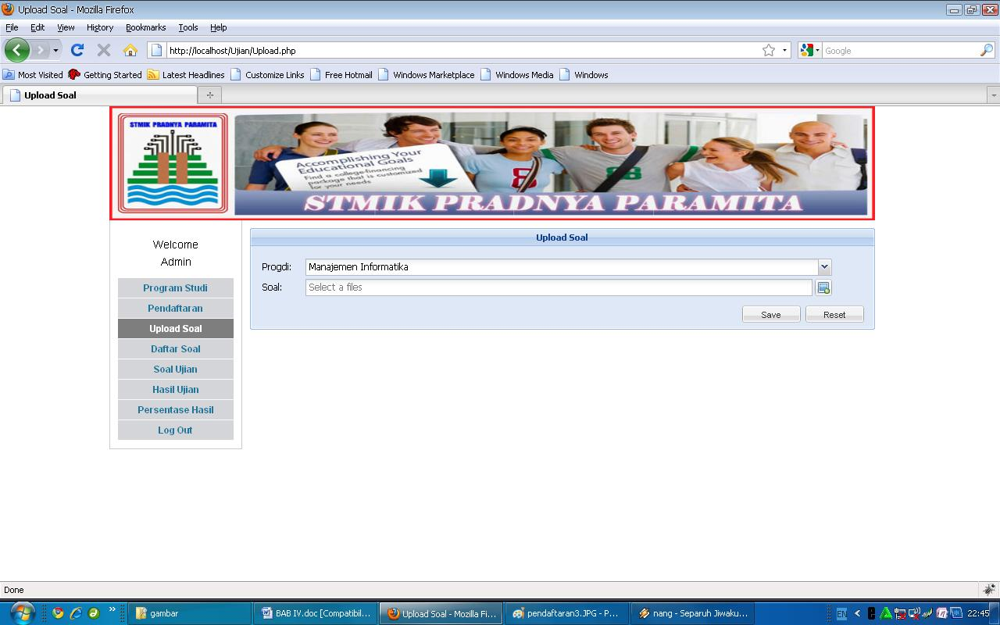 Upload Soal - Mozilla Firefox
File Edit View History Bookmarks Tools Help
http://localhost/Ujian/Upload.php
Google
Most Visited Getting Started Latest Headlines Customize Links Free Hotmail Windows Marketplace Windows Media Windows
Upload Soal
STMIK PRADNYA PARAMITA
Accomplishing Your
Educational Goals
Find a college-financing
package that is customized
for your needs
STMIK PRADNYA PARAMITA
Welcome
Admin
Program Studi
Pendaftaran
Upload Soal
Daftar Soal
Soal Ujian
Hasil Ujian
Persentase Hasil
Log Out
Upload Soal
Progdi: Manajemen Informatika
Soal: Select a files
Save Reset
Done
gambar BAB IV.doc [Compatibil... Upload Soal - Mozilla Fi... pendaftaran3.JPG - P... nang - Separuh Jiwaku... EN 22:45